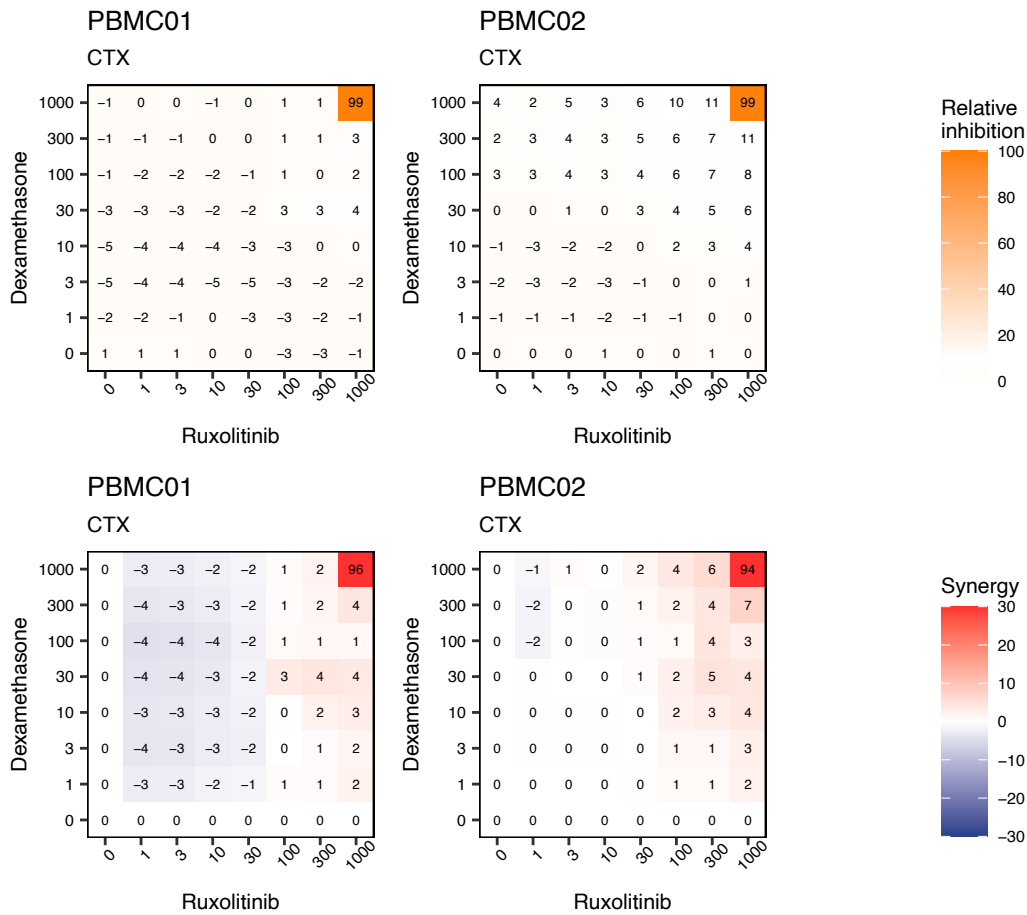 PBMC01 PBMC02
CTX CTX
1000 −1 0 0 −1 0 1 1 99 1000 4 2 5 3 6 10 11 99
300 −1 −1 −1 0 0 1 1 3 300 2 3 4 3 5 6 7 11
100 −1 −2 −2 −2 −1 1 0 2 100 3 3 4 3 4 6 7 8
30 −3 −3 −3 −2 −2 3 3 4 30 0 0 1 0 3 4 5 6
10 −5 −4 −4 −4 −3 −3 0 0 10 −1 −3 −2 −2 0 2 3 4
3 −5 −4 −4 −5 −5 −3 −2 −2 3 −2 −3 −2 −3 −1 0 0 1
1 −2 −2 −1 0 −3 −3 −2 −1 1 −1 −1 −1 −2 −1 −1 0 0
0 1 1 1 0 0 −3 −3 −1 0 0 0 0 1 0 0 1 0
0 1 3 10 30 100 300 1000 0 1 3 10 30 100 300 1000
Dexamethasone Dexamethasone
Ruxolitinib Ruxolitinib
Relative
inhibition
100
80
60
40
20
0
PBMC01 PBMC02
CTX CTX
1000 0 −3 −3 −2 −2 1 2 96 1000 0 −1 1 0 2 4 6 94
300 0 −4 −3 −3 −2 1 2 4 300 0 −2 0 0 1 2 4 7
100 0 −4 −4 −4 −2 1 1 1 100 0 −2 0 0 1 1 4 3
30 0 −4 −4 −3 −2 3 4 4 30 0 0 0 0 1 2 5 4
10 0 −3 −3 −3 −2 0 2 3 10 0 0 0 0 0 2 3 4
3 0 −4 −3 −3 −2 0 1 2 3 0 0 0 0 0 1 1 3
1 0 −3 −3 −2 −1 1 1 2 1 0 0 0 0 0 1 1 2
0 0 0 0 0 0 0 0 0 0 0 0 0 0 0 0 0 0
0 1 3 10 30 100 300 1000 0 1 3 10 30 100 300 1000
Dexamethasone Dexamethasone
Ruxolitinib Ruxolitinib
Synergy
30
20
10
0
−10
−20
−30